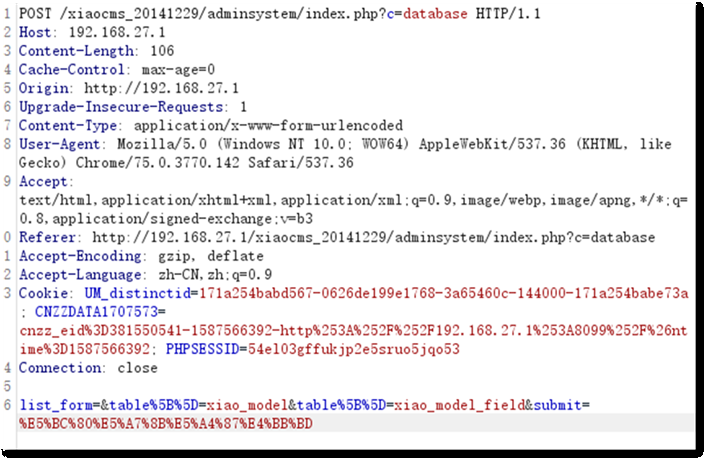 1 POST /xiaocms_20141229/adminsystem/index.php?c=database HTTP/1.1
2 Host: 192.168.27.1
3 Content-Length: 106
4 Cache-Control: max-age=0
5 Origin: http://192.168.27.1
6 Upgrade-Insecure-Requests: 1
7 Content-Type: application/x-www-form-urlencoded
8 User-Agent: Mozilla/5.0 (Windows NT 10.0; WOW64) AppleWebKit/537.36 (KHTML, like
Gecko) Chrome/75.0.3770.142 Safari/537.36
9 Accept:
text/html,application/xhtml+xml,application/xml;q=0.9,image/webp,image/apng,*/*;q=
0.8,application/signed-exchange;v=b3
0 Referer: http://192.168.27.1/xiaocms_20141229/adminsystem/index.php?c=database
1 Accept-Encoding: gzip, deflate
2 Accept-Language: zh-CN,zh;q=0.9
3 Cookie: UM_distinctid=171a254babd567-0626de199e1768-3a65460c-144000-171a254babe73a
; CNZZDATA1707573=
cnzz_eid%3D381550541-1587566392-http%253A%252F%252F192.168.27.1%253A8099%252F%26nt
ime%3D1587566392; PHPSESSID=54el03gffukjp2e5sruo5jqo53
4 Connection: close
5
6 list_form=&table%5B%5D=xiao_model&table%5B%5D=xiao_model_field&submit=
%E5%BC%80%E5%A7%8B%E5%A4%87%E4%BB%BD